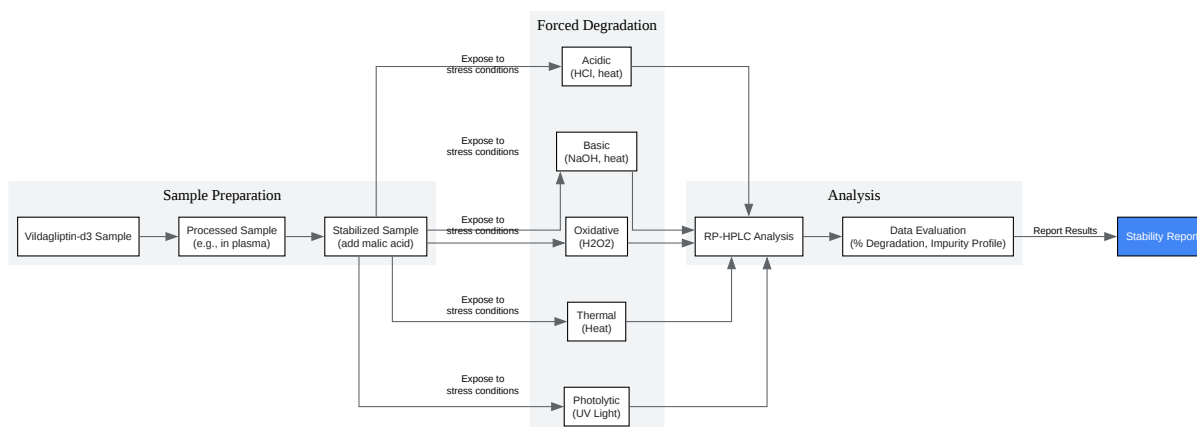 Forced Degradation
Expose to
stress conditions
Acidic
(HCl, heat)
Expose to
stress conditions
Basic
(NaOH, heat)
Sample Preparation
Analysis
Vildagliptin-d3 Sample
Processed Sample
(e.g., in plasma)
Stabilized Sample
(add malic acid)
Expose to
stress conditions
Oxidative
(H2O2)
RP-HPLC Analysis
Data Evaluation
(% Degradation, Impurity Profile)
Report Results
Stability Report
Expose to
stress conditions
Thermal
(Heat)
Expose to
stress conditions
Photolytic
(UV Light)